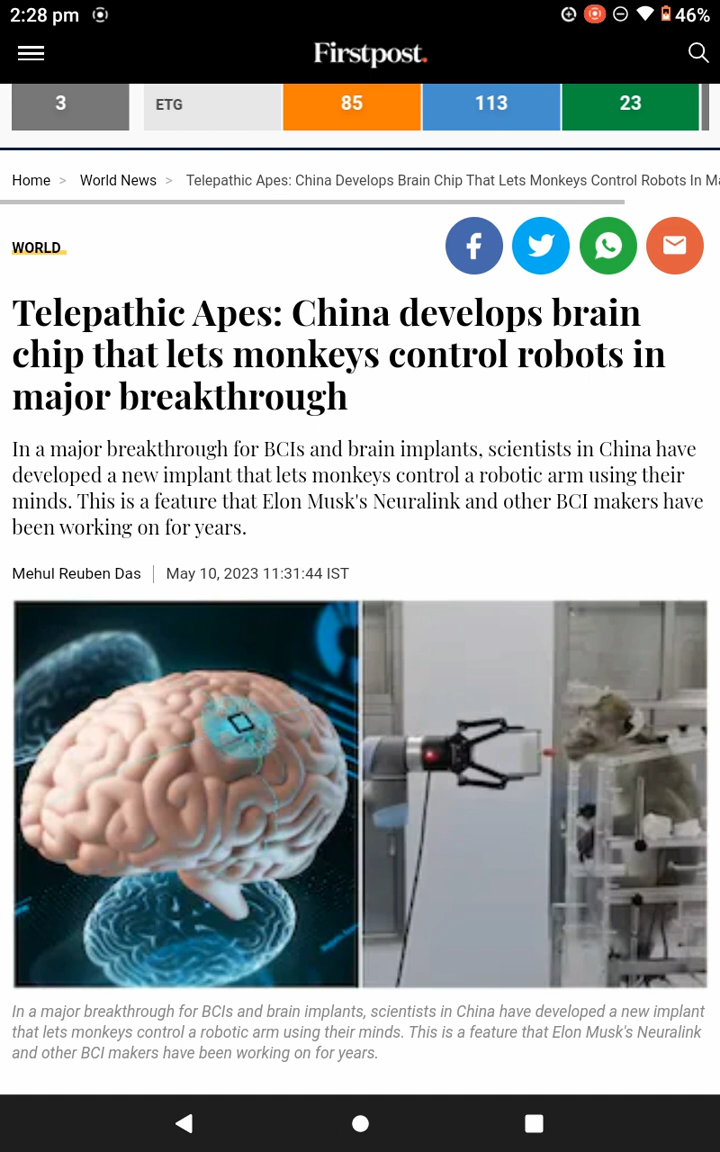 2:28 pm
46%
Firstpost.
3
ETG
85
113
23
Home > World News > Telepathic Apes: China Develops Brain Chip That Lets Monkeys Control Robots In M
WORLD
Telepathic Apes: China develops brain
chip that lets monkeys control robots in
major breakthrough
In a major breakthrough for BCIs and brain implants, scientists in China have
developed a new implant that lets monkeys control a robotic arm using their
minds. This is a feature that Elon Musk's Neuralink and other BCI makers have
been working on for years.
Mehul Reuben Das | May 10, 2023 11:31:44 IST
In a major breakthrough for BCIs and brain implants, scientists in China have developed a new implant
that lets monkeys control a robotic arm using their minds. This is a feature that Elon Musk's Neuralink
and other BCI makers have been working on for years.